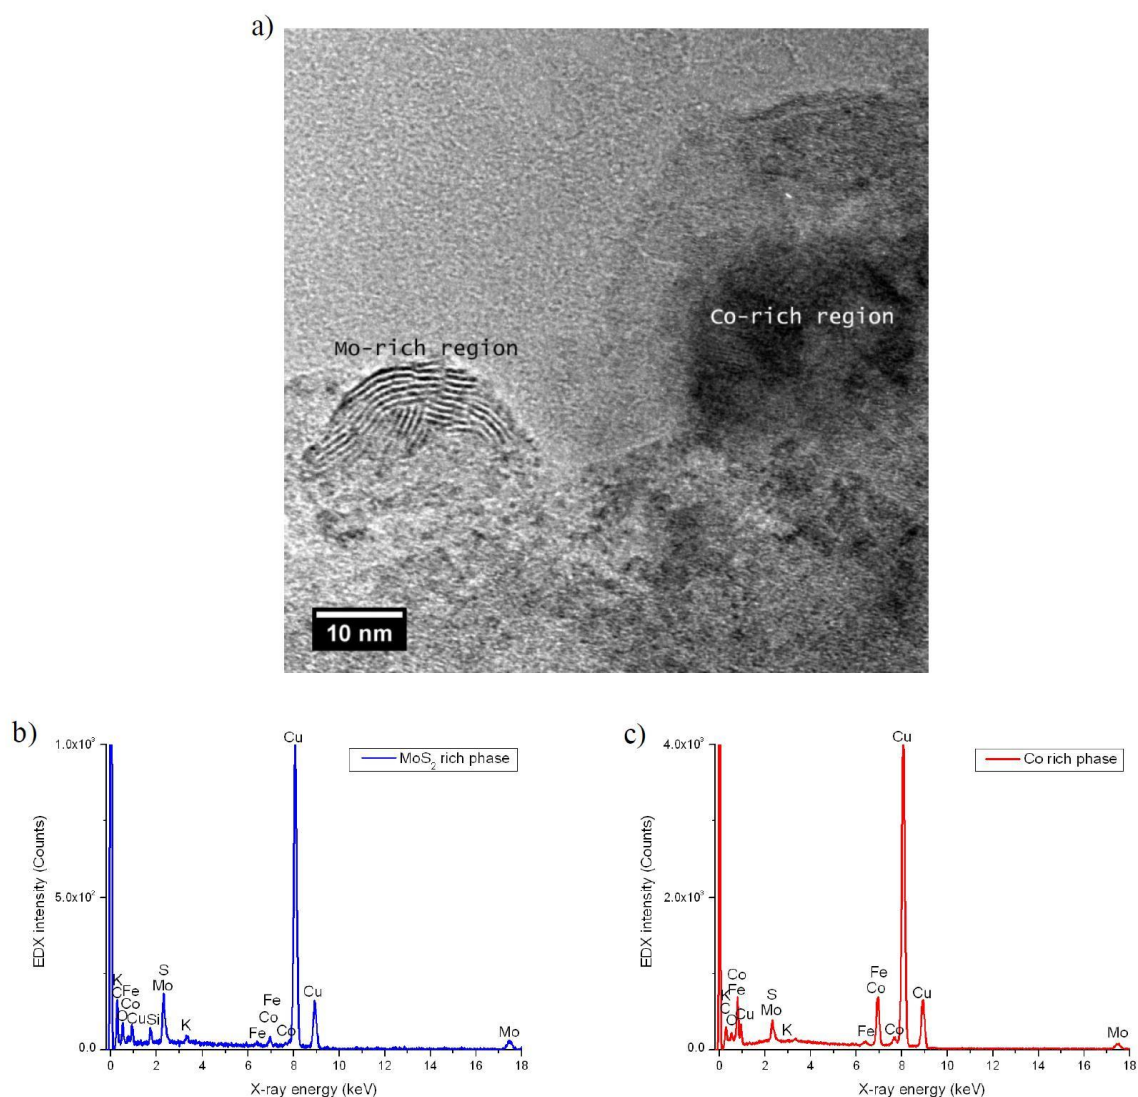 a)
Mo-rich region
Co-rich region
10 nm
b)
1.0x10³
5.0x10²
0.0
EDX intensity (Counts)
MoS₂ rich phase
Cu
K
C
O
Fe
Co
Cu
Si
S
Mo
K
Fe
Fe
Co
Co
Cu
Mo
0 2 4 6 8 10 12 14 16 18
X-ray energy (keV)
c)
4.0x10³
2.0x10³
0.0
EDX intensity (Counts)
Co rich phase
Cu
K
C
O
Co
Fe
Cu
S
Mo
K
Fe
Fe
Co
Co
Cu
Mo
0 2 4 6 8 10 12 14 16 18
X-ray energy (keV)